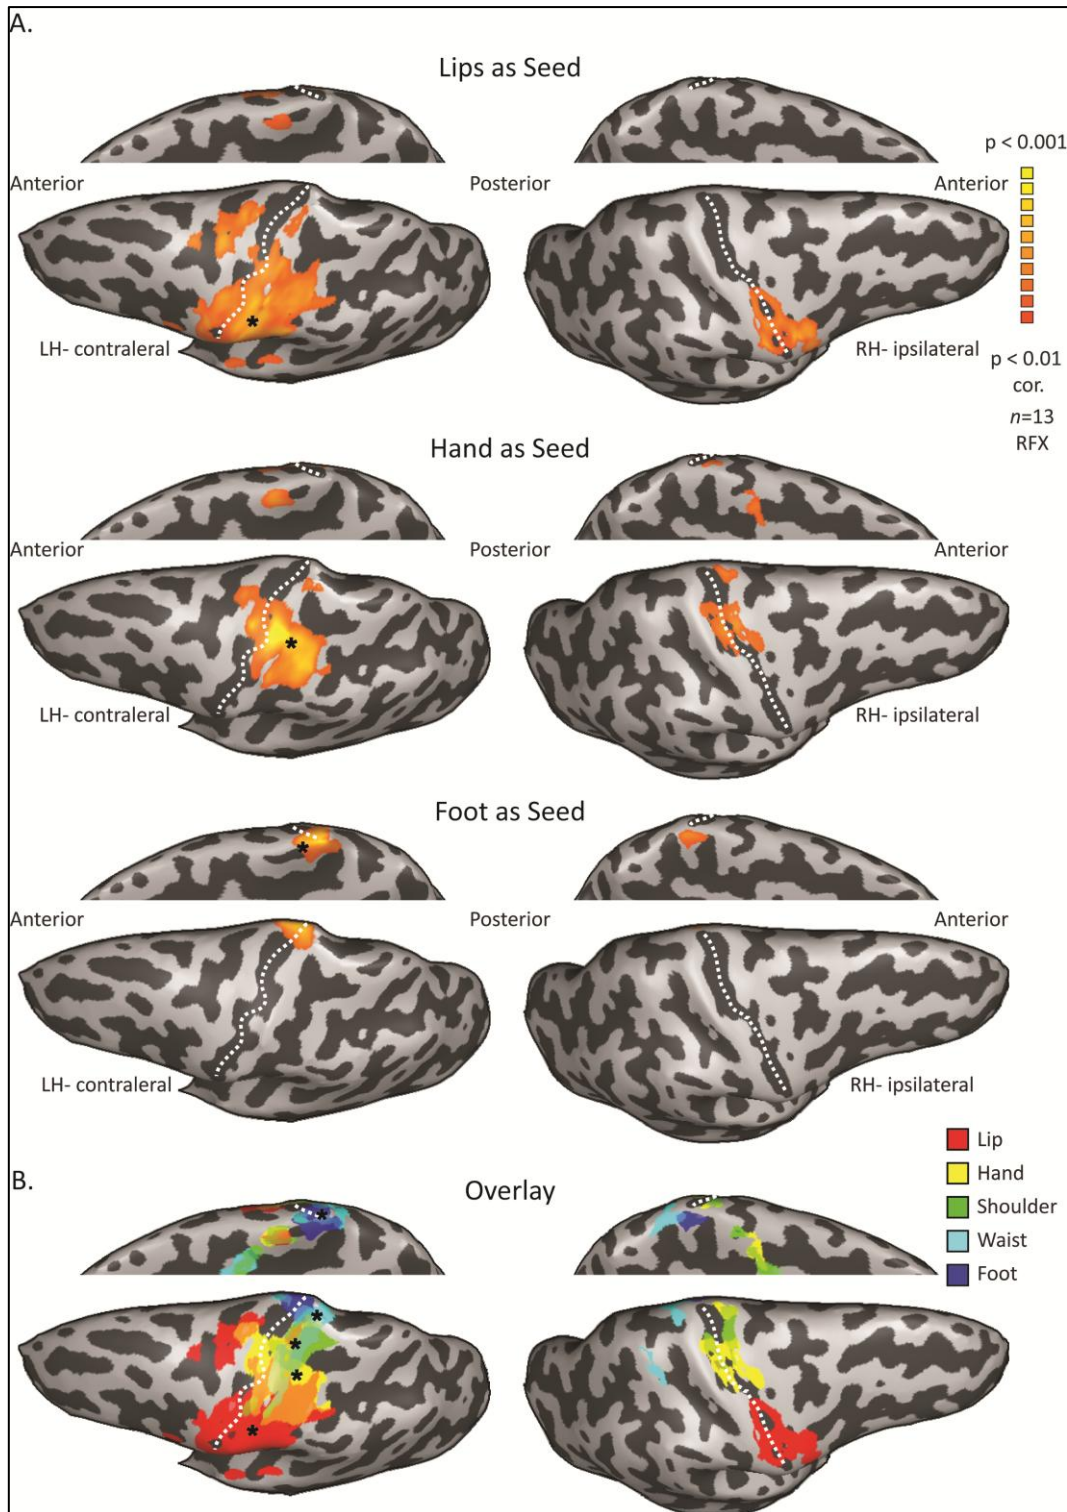 A.
Lips as Seed
p < 0.001
Anterior
Posterior
Anterior
LH- contraleral
RH- ipsilateral
p < 0.01
cor.
n=13
RFX
*
Hand as Seed
Anterior
Posterior
Anterior
*
LH- contraleral
RH- ipsilateral
Foot as Seed
*
Anterior
Posterior
Anterior
LH- contraleral
RH- ipsilateral
Lip
Hand
Shoulder
Waist
Foot
B.
Overlay
*
*
*
*
*